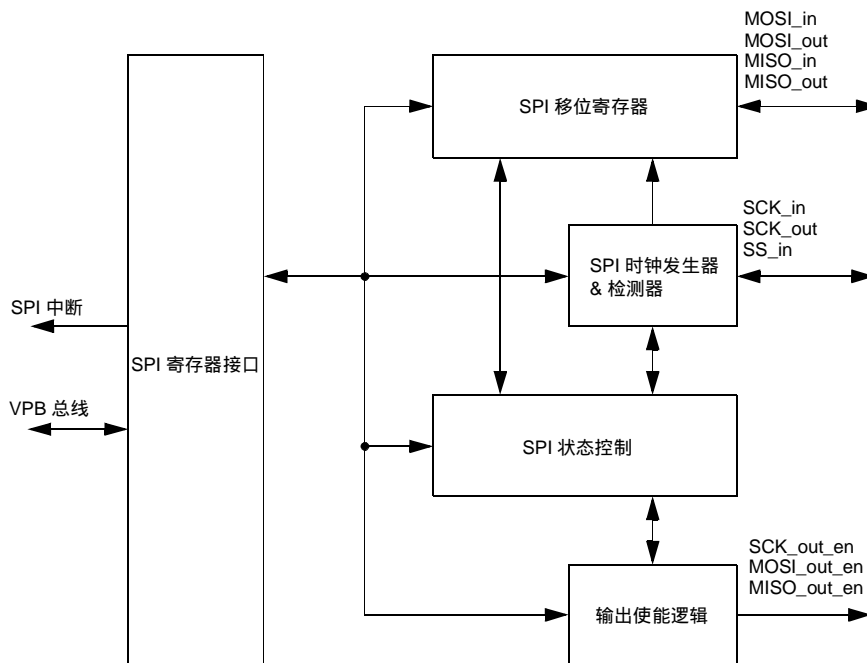 MOSI_in
MOSI_out
MISO_in
MISO_out
SPI 移位寄存器
SCK_in
SCK_out
SS_in
SPI 时钟发生器
& 检测器
SPI 中断
SPI 寄存器接口
VPB 总线
SPI 状态控制
SCK_out_en
MOSI_out_en
MISO_out_en
输出使能逻辑